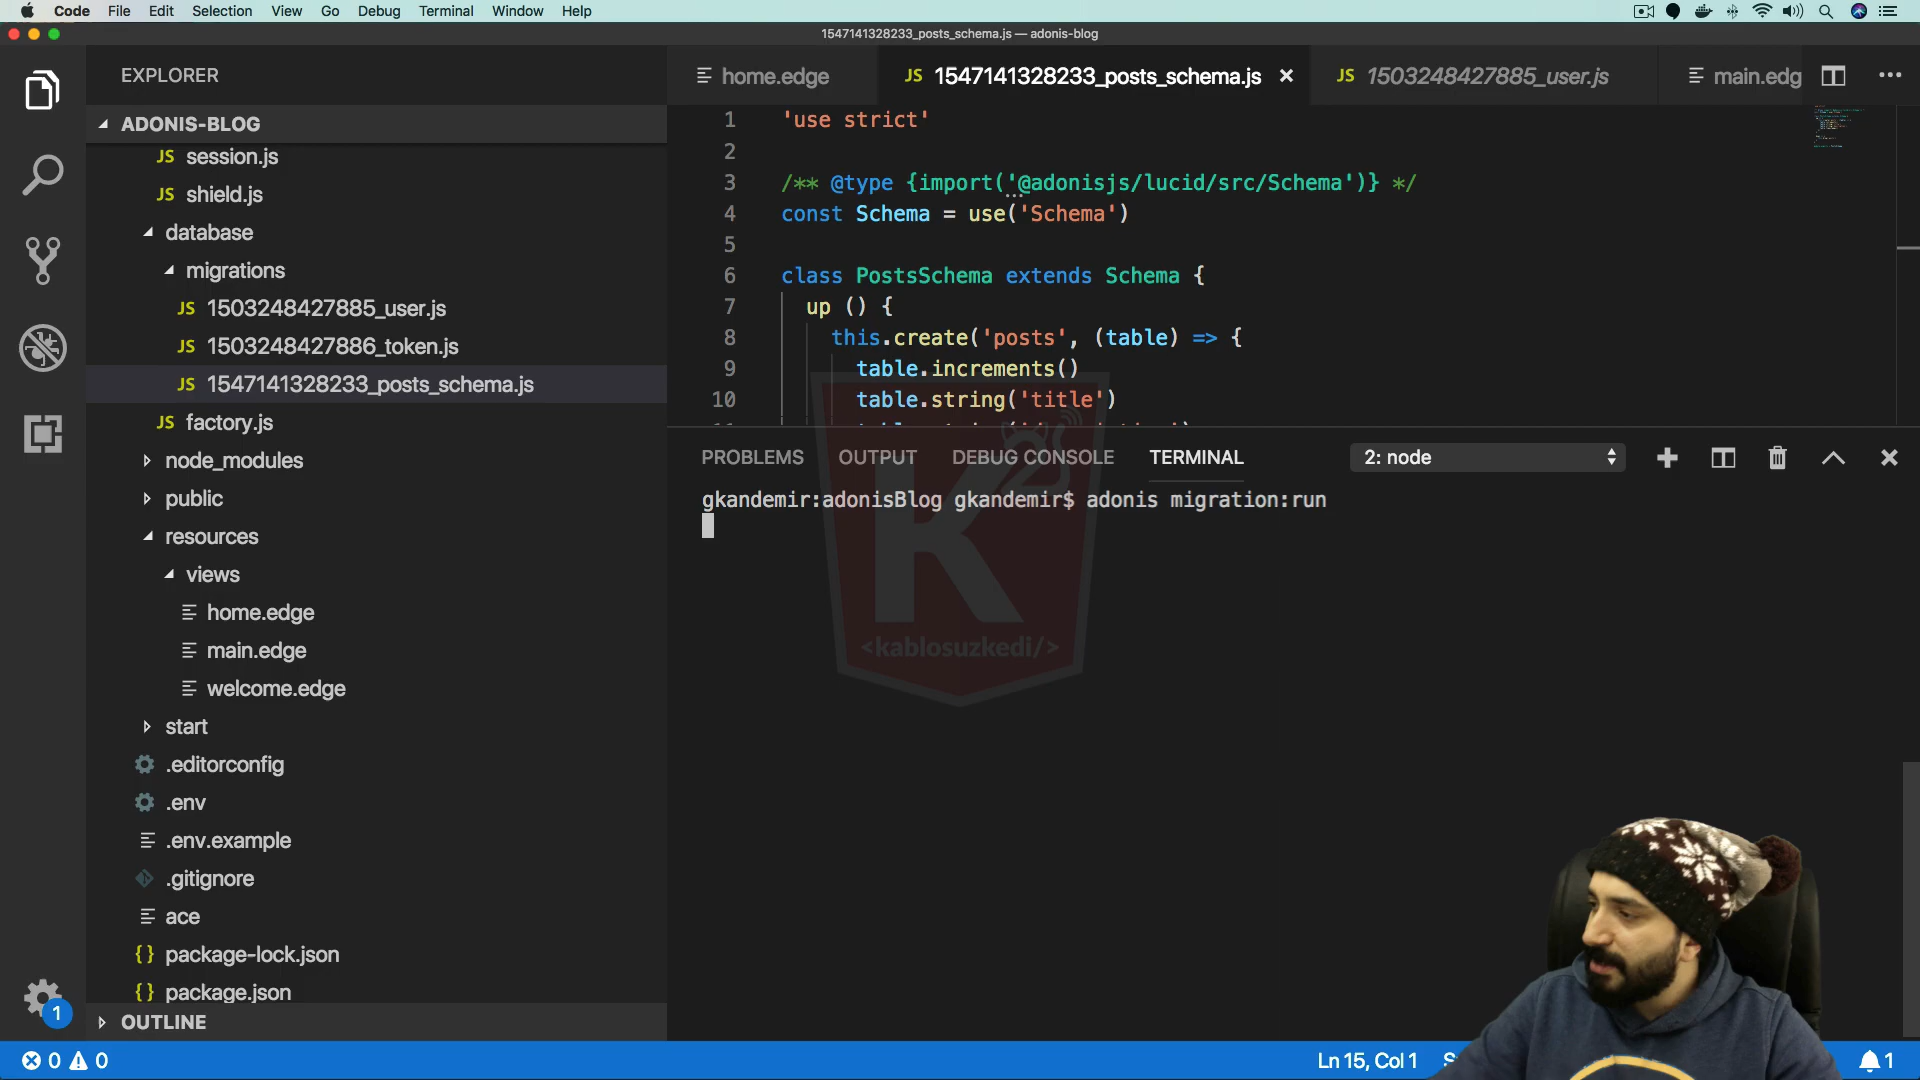 Code File Edit Selection View Go Debug Terminal Window Help
1547141328233_posts_schema.js — adonis-blog
EXPLORER
ADONIS-BLOG
session.js
shield.js
database
migrations
1503248427885_user.js
1503248427886_token.js
1547141328233_posts_schema.js
factory.js
node_modules
public
resources
views
home.edge
main.edge
welcome.edge
start
.editorconfig
.env
.env.example
.gitignore
ace
package-lock.json
package.json
OUTLINE
home.edge
JS 1547141328233_posts_schema.js
JS 1503248427885_user.js
main.edg
1 'use strict'
2
3 /** @type {import('@adonisjs/lucid/src/Schema')} */
4 const Schema = use('Schema')
5
6 class PostsSchema extends Schema {
7 up () {
8 this.create('posts', (table) => {
9 table.increments()
10 table.string('title')
PROBLEMS OUTPUT DEBUG CONSOLE TERMINAL 2: node
gkandemir:adonisBlog gkandemir$ adonis migration:run
K2
<kablosuzkedi/>
1
0 0
Ln 15, Col 1
1